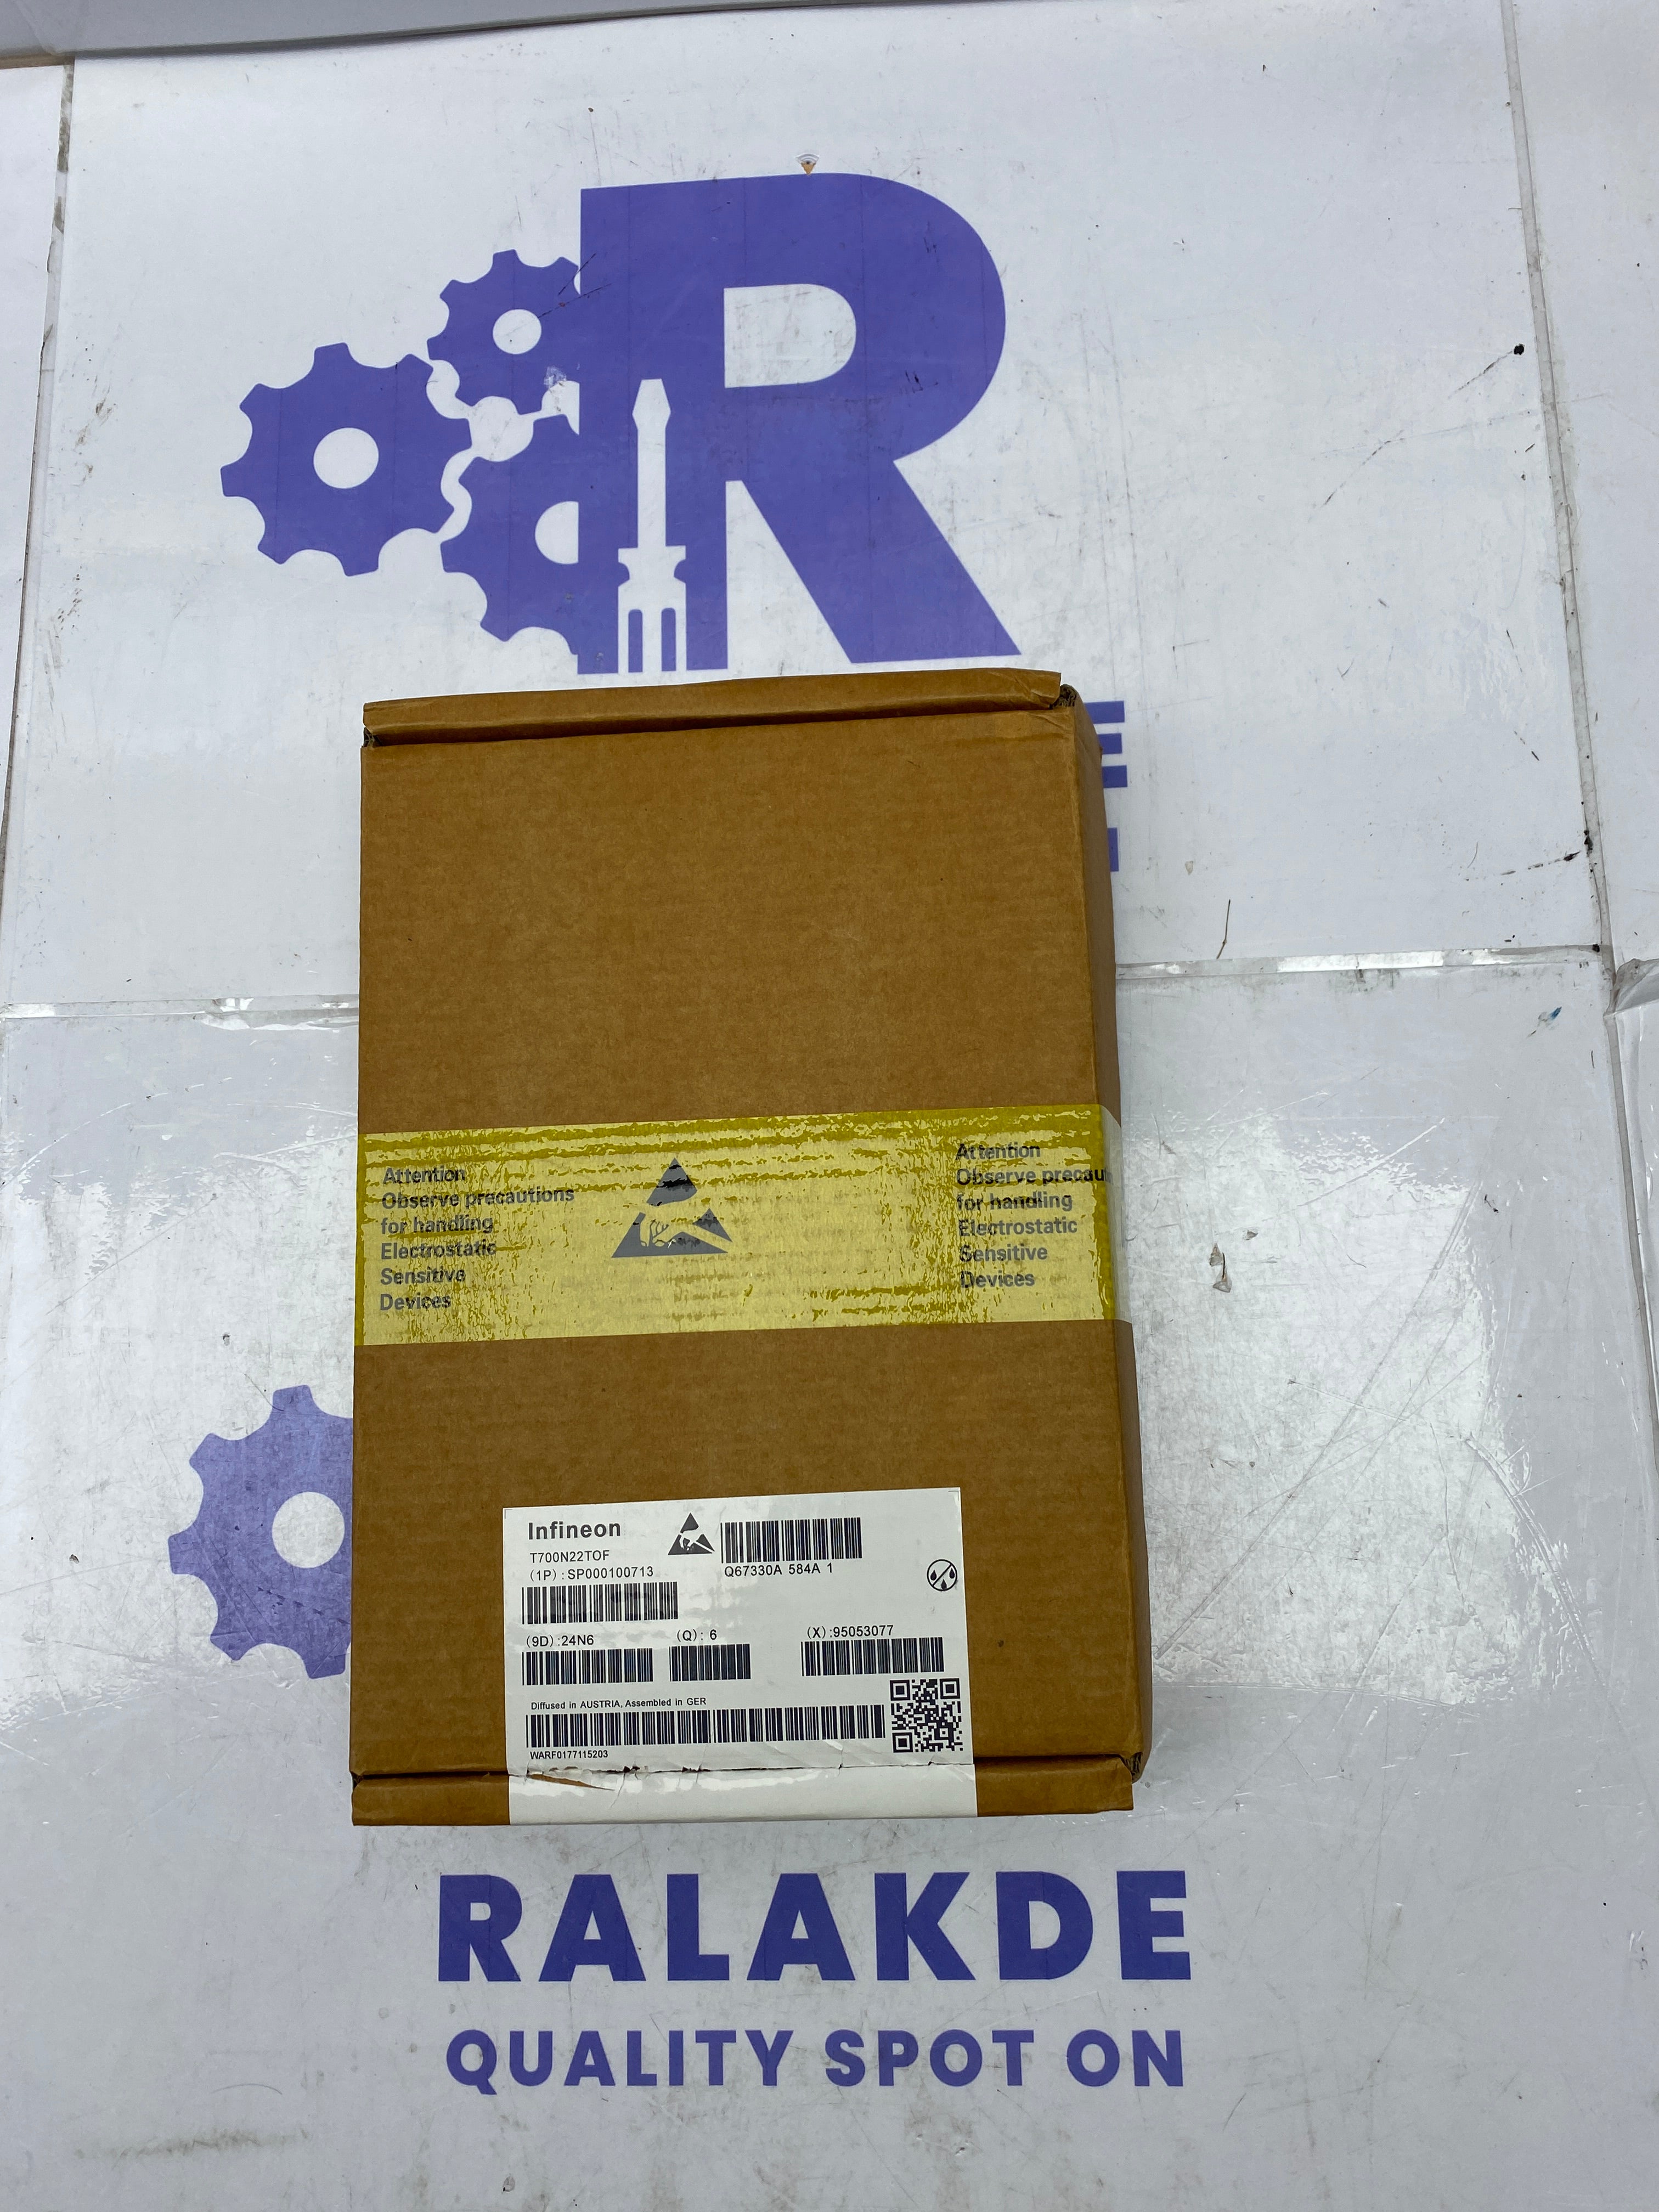 R
E
Attention
Observe precautions
for handling
Electrostatic
Sensitive
Devices
Attention
Observe precau
for handling
Electrostatic
Sensitive
Devices
Infineon
T700N22TOF
(1P):SP000100713
Q67330A 584A 1
(9D):24N6
(Q): 6
(X):95053077
Diffused in AUSTRIA, Assembled in GER
WARF0177115203
RALAKDE
QUALITY SPOT ON